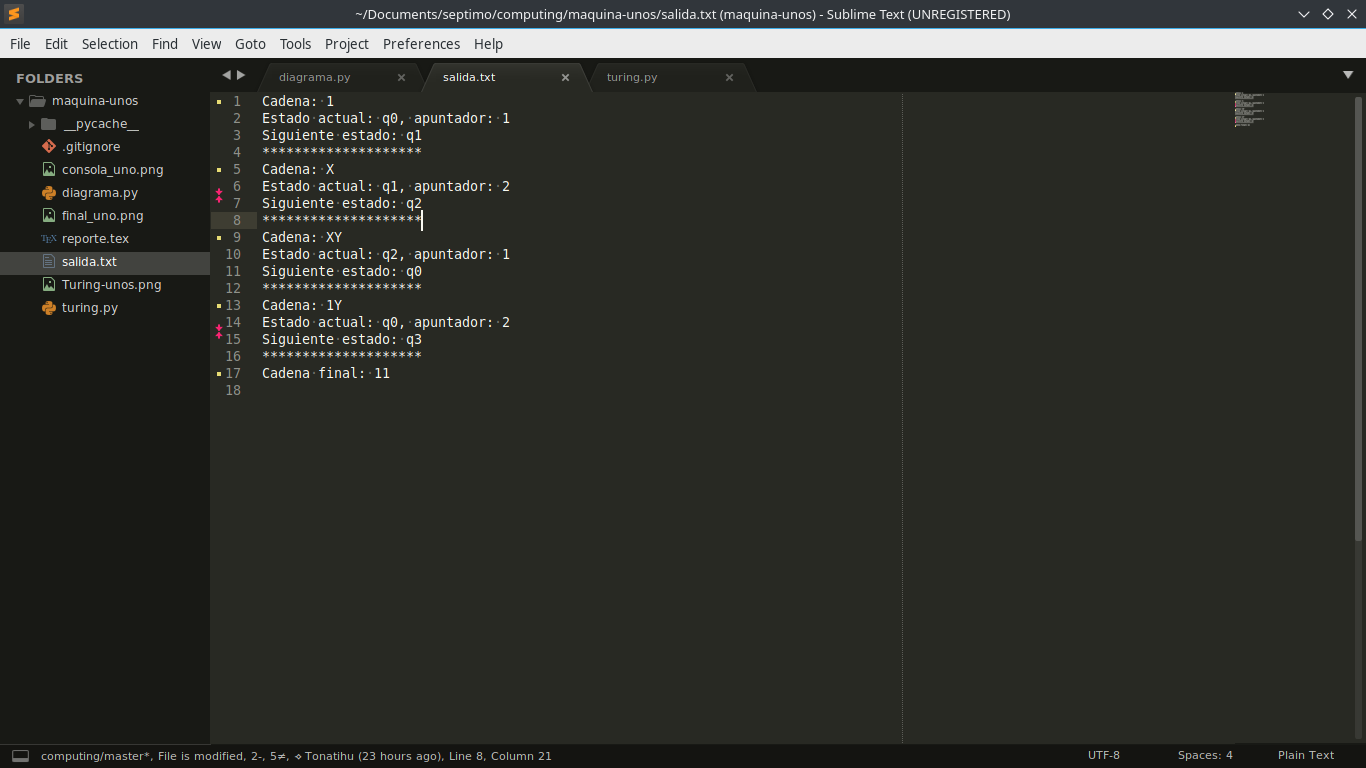 ~/Documents/septimo/computing/maquina-unos/salida.txt (maquina-unos) - Sublime Text (UNREGISTERED)
File Edit Selection Find View Goto Tools Project Preferences Help
FOLDERS
maquina-unos
__pycache__
.gitignore
consola_uno.png
diagrama.py
final_uno.png
TEX reporte.tex
salida.txt
Turing-unos.png
turing.py
diagrama.py × salida.txt × turing.py ×
1 Cadena: 1
2 Estado actual: q0, apuntador: 1
3 Siguiente estado: q1
4 ********************
5 Cadena: X
6 Estado actual: q1, apuntador: 2
7 Siguiente estado: q2
8 ********************
9 Cadena: XY
10 Estado actual: q2, apuntador: 1
11 Siguiente estado: q0
12 ********************
13 Cadena: 1Y
14 Estado actual: q0, apuntador: 2
15 Siguiente estado: q3
16 ********************
17 Cadena final: 11
18
computing/master*, File is modified, 2-, 5≠, ⋄ Tonatihu (23 hours ago), Line 8, Column 21 UTF-8 Spaces: 4 Plain Text